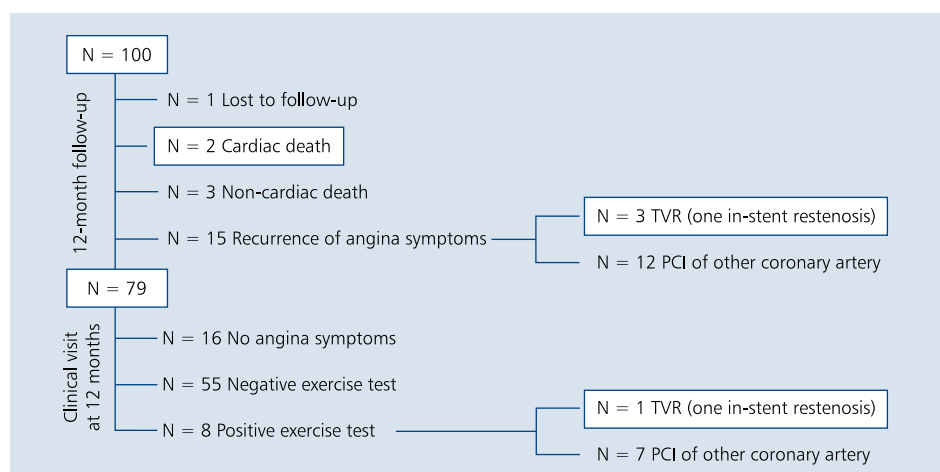 N = 100
12-month follow-up
N = 1 Lost to follow-up
N = 2 Cardiac death
N = 3 Non-cardiac death
N = 15 Recurrence of angina symptoms
N = 3 TVR (one in-stent restenosis)
N = 12 PCI of other coronary artery
N = 79
Clinical visit
at 12 months
N = 16 No angina symptoms
N = 55 Negative exercise test
N = 8 Positive exercise test
N = 1 TVR (one in-stent restenosis)
N = 7 PCI of other coronary artery